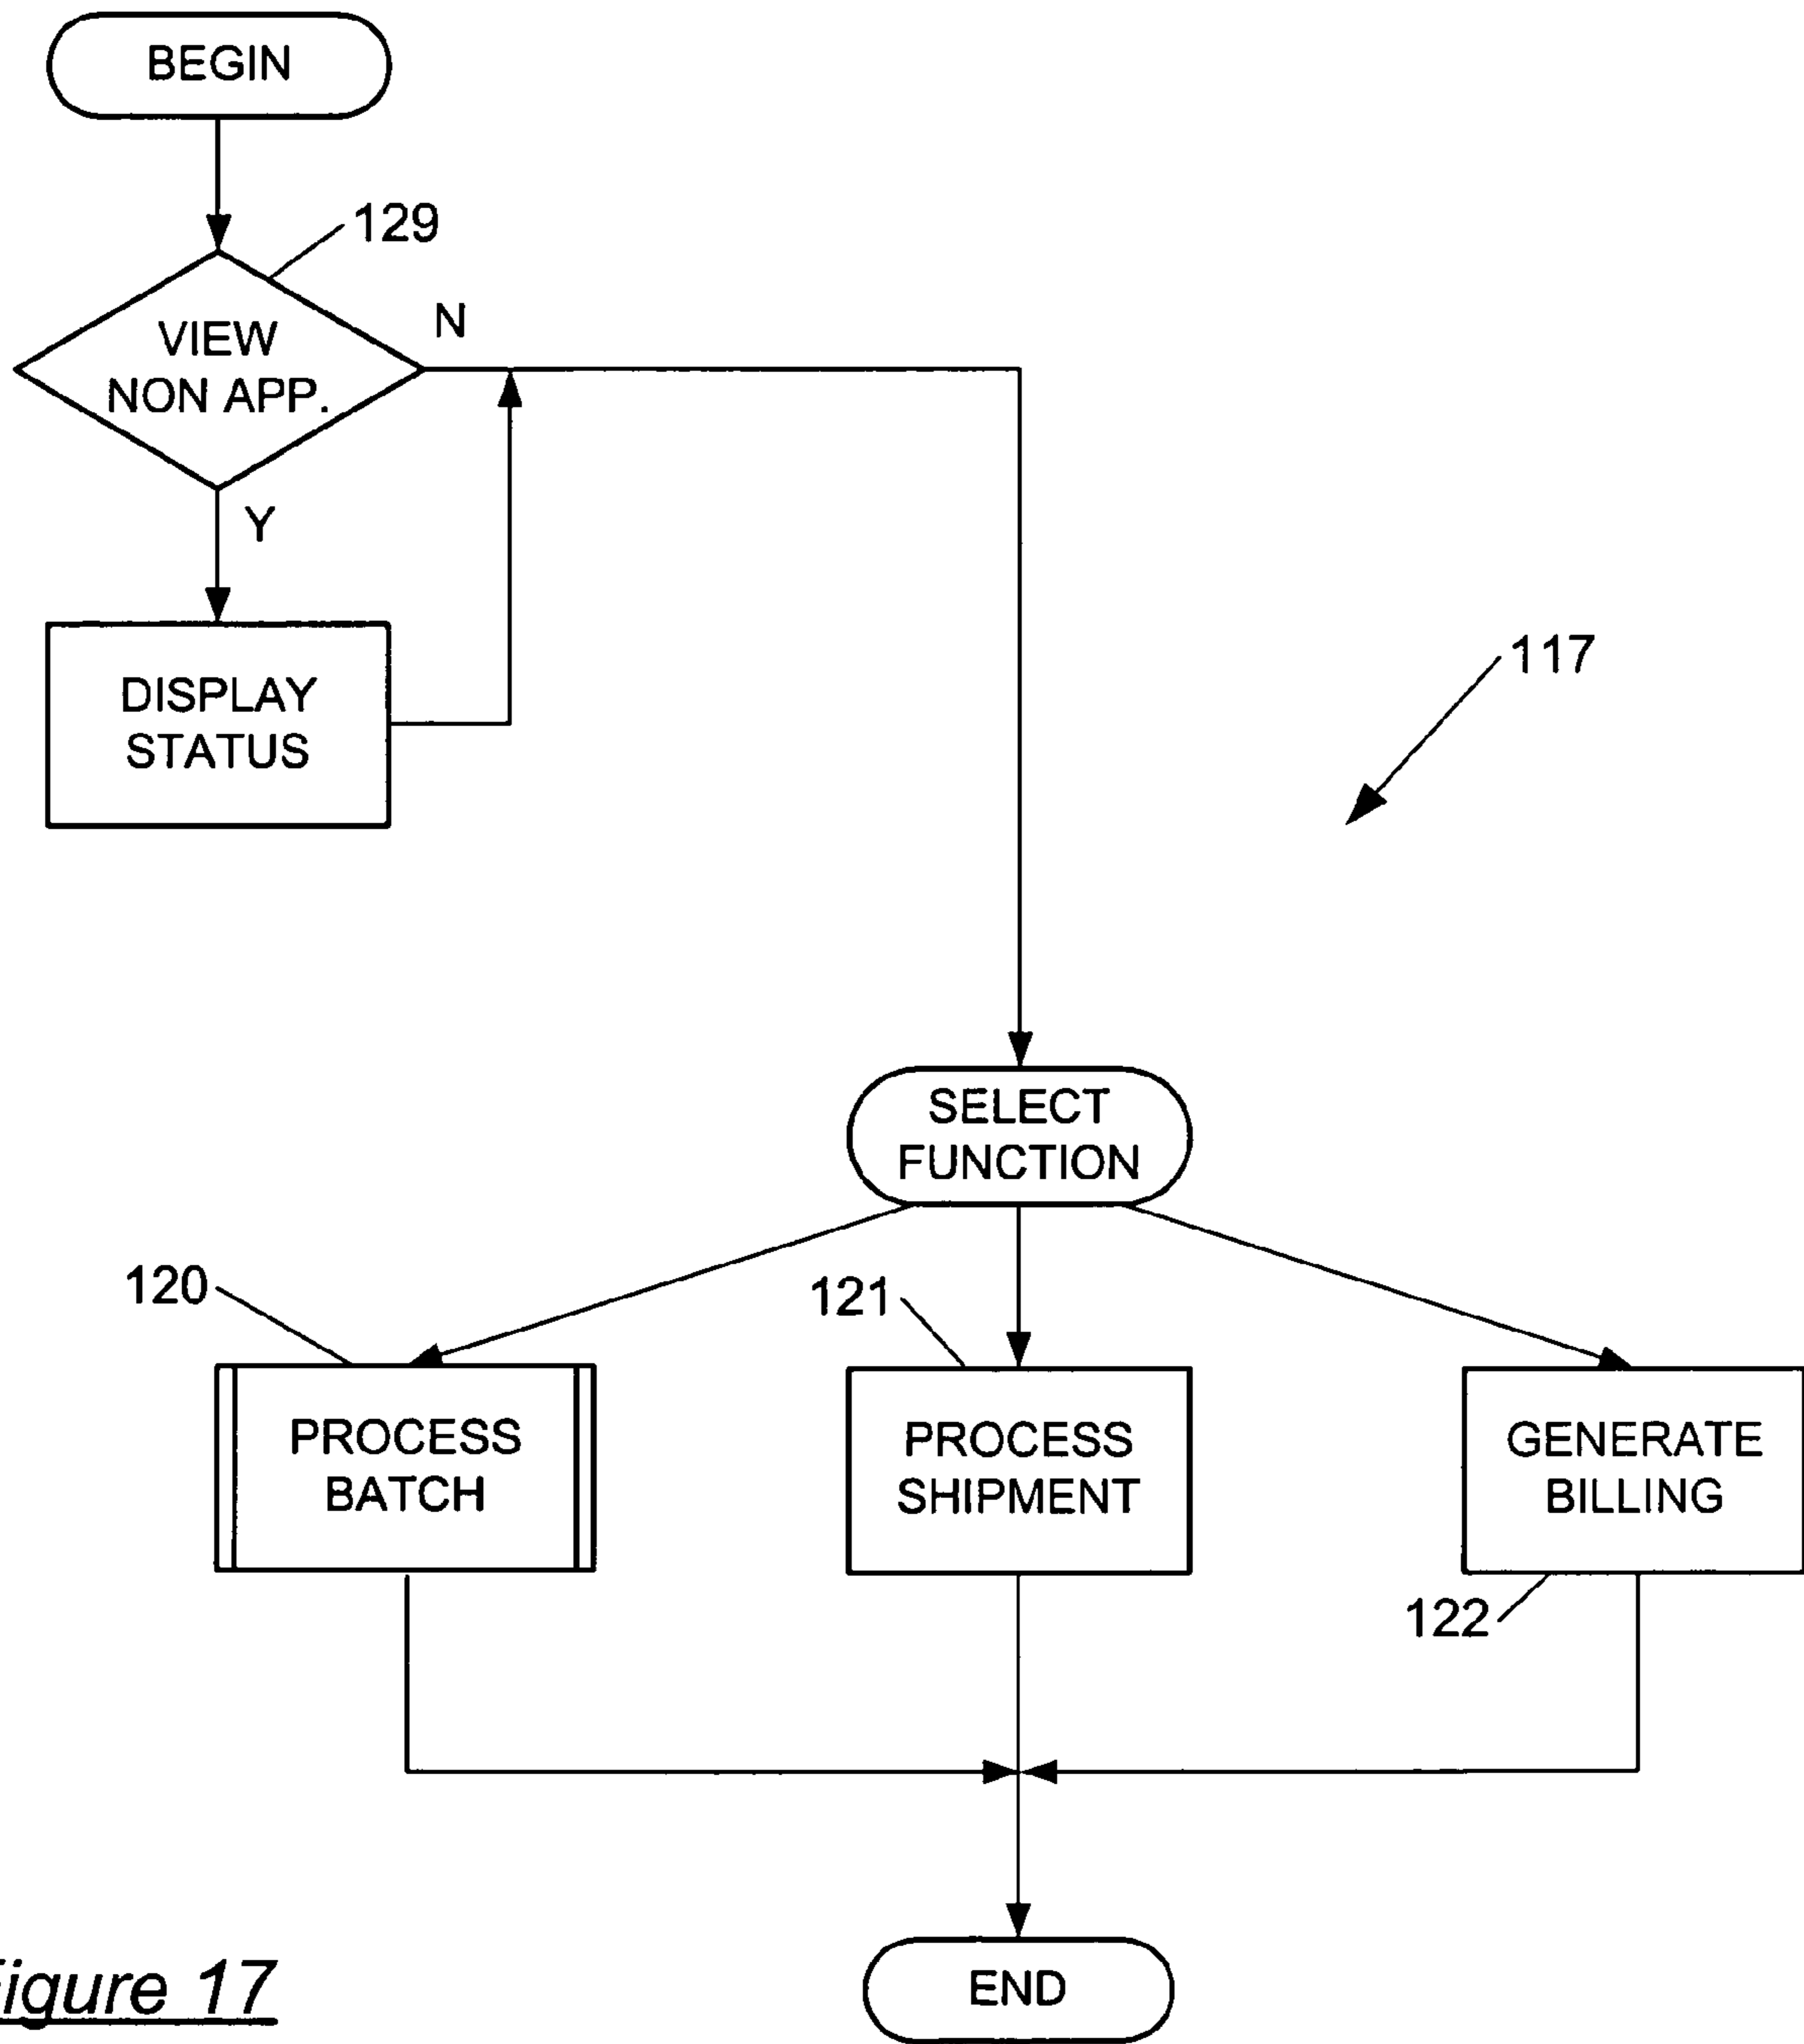 BEGIN
129
VIEW
NON APP.
N
Y
DISPLAY
STATUS
117
SELECT
FUNCTION
120
121
PROCESS
BATCH
PROCESS
SHIPMENT
GENERATE
BILLING
122
END
igure 17